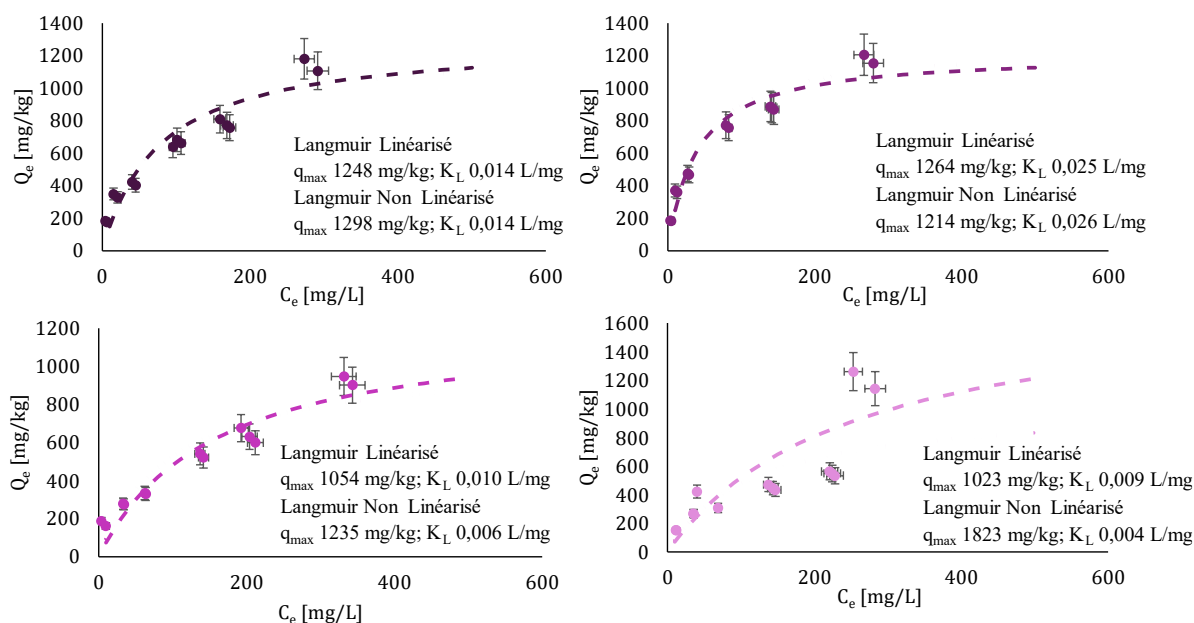 1400
1200
1000
800
600
400
200
0
Qe [mg/kg]
0
200
400
600
Ce [mg/L]
Langmuir Linéarisé
qmax 1248 mg/kg; KL 0,014 L/mg
Langmuir Non Linéarisé
qmax 1298 mg/kg; KL 0,014 L/mg
1400
1200
1000
800
600
400
200
0
Qe [mg/kg]
0
200
400
600
Ce [mg/L]
Langmuir Linéarisé
qmax 1264 mg/kg; KL 0,025 L/mg
Langmuir Non Linéarisé
qmax 1214 mg/kg; KL 0,026 L/mg
1200
1000
800
600
400
200
0
Qe [mg/kg]
0
200
400
600
Ce [mg/L]
Langmuir Linéarisé
qmax 1054 mg/kg; KL 0,010 L/mg
Langmuir Non Linéarisé
qmax 1235 mg/kg; KL 0,006 L/mg
1600
1400
1200
1000
800
600
400
200
0
Qe [mg/kg]
0
200
400
600
Ce [mg/L]
Langmuir Linéarisé
qmax 1023 mg/kg; KL 0,009 L/mg
Langmuir Non Linéarisé
qmax 1823 mg/kg; KL 0,004 L/mg